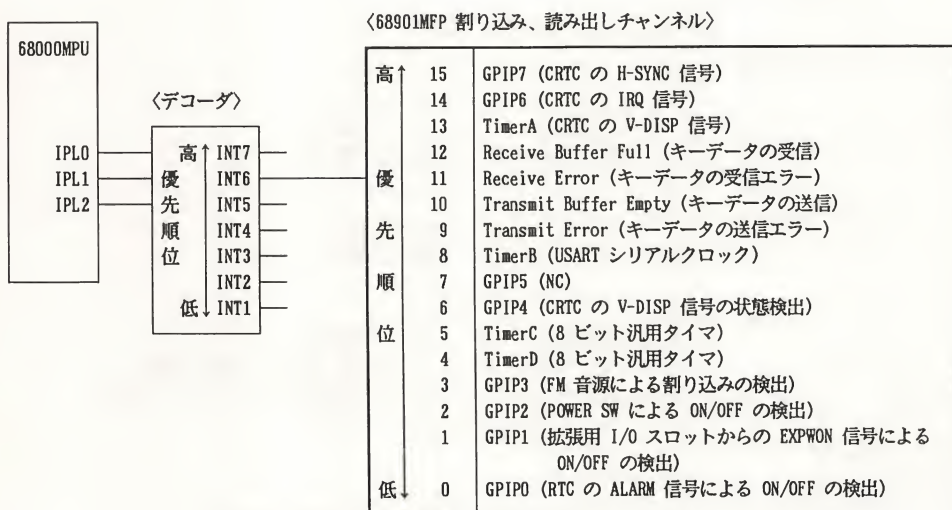 〈68901MFP 割り込み、読み出しチャンネル〉
68000MPU
〈デコーダ〉
IPL0
IPL1
IPL2
高↑ INT7
優 INT6
先 INT5
順 INT4
位 INT3
INT2
低↓ INT1
高↑ 15 GPIP7 (CRTC の H-SYNC 信号)
14 GPIP6 (CRTC の IRQ 信号)
13 TimerA (CRTC の V-DISP 信号)
12 Receive Buffer Full (キーデータの受信)
優 11 Receive Error (キーデータの受信エラー)
10 Transmit Buffer Empty (キーデータの送信)
先 9 Transmit Error (キーデータの送信エラー)
8 TimerB (USART シリアルクロック)
順 7 GPIP5 (NC)
6 GPIP4 (CRTC の V-DISP 信号の状態検出)
位 5 TimerC (8 ビット汎用タイマ)
4 TimerD (8 ビット汎用タイマ)
3 GPIP3 (FM 音源による割り込みの検出)
2 GPIP2 (POWER SW による ON/OFF の検出)
1 GPIP1 (拡張用 I/O スロットからの EXPWON 信号による
ON/OFF の検出)
低↓ 0 GPIP0 (RTC の ALARM 信号による ON/OFF の検出)